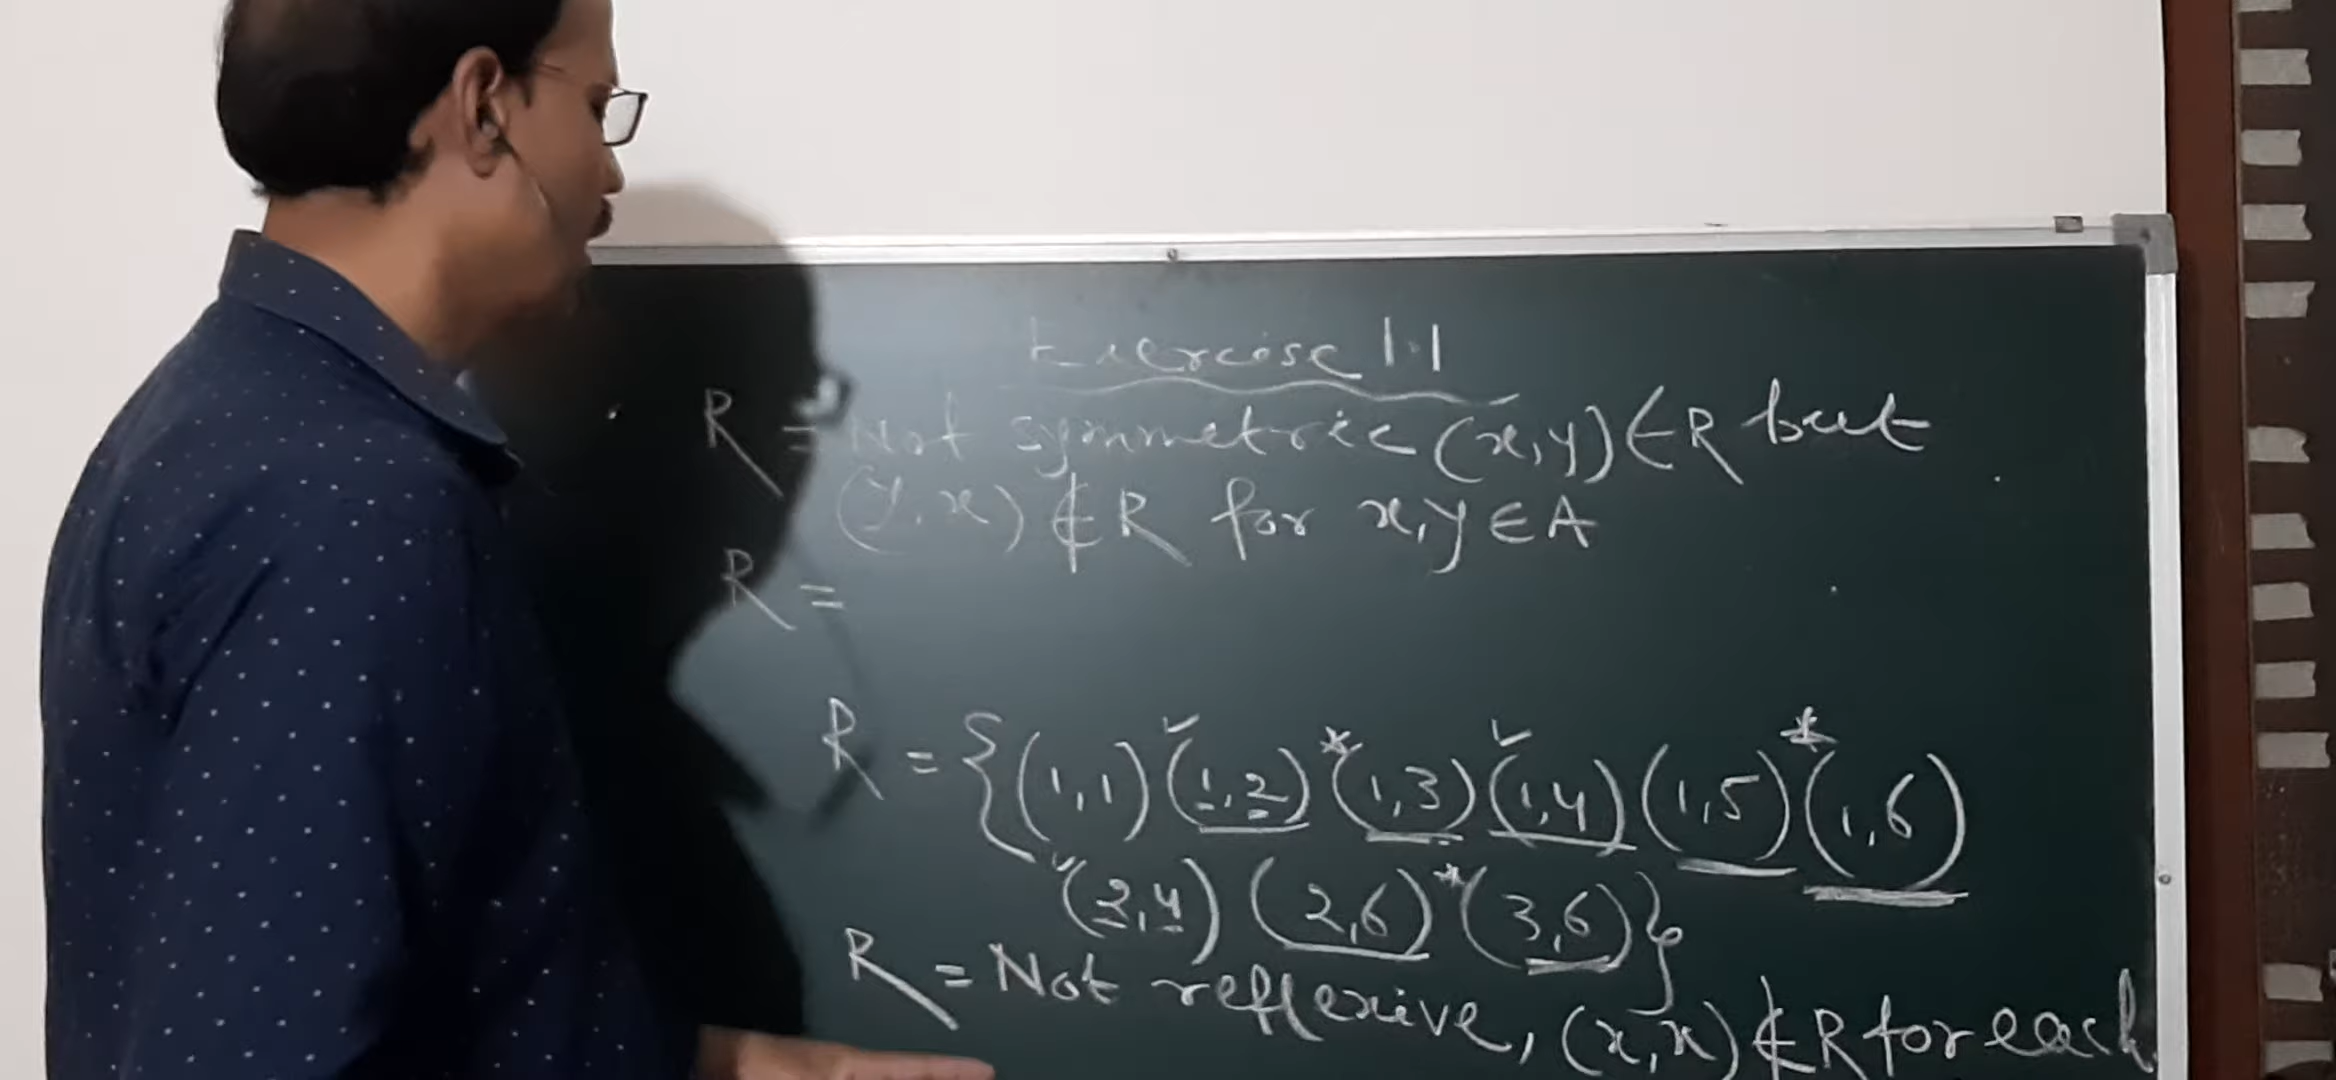 Exercise 1.1
R = Not symmetric (x,y) ∈ R but
(y,x) ∉ R for x,y ∈ A
R =
R = {(1,1) (1,2) (1,3) (1,4) (1,5) (1,6)
(2,4) (2,6) (3,6)}
R = Not reflexive, (x,x) ∉ R for each